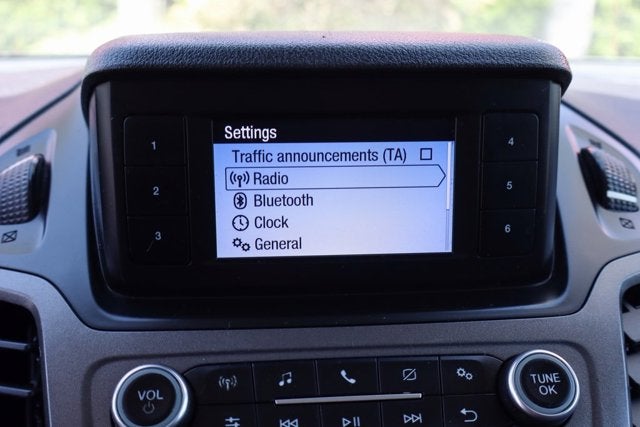 Settings
Traffic announcements (TA)
Radio
Bluetooth
Clock
General
1
2
3
4
5
6
VOL
TUNE
OK